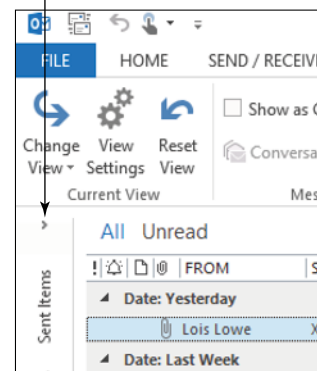 FILE HOME SEND / RECEIV
Change View Reset
View Settings View
Show as
Conversa
Current View
Mes
All Unread
! FROM S
Date: Yesterday
Lois Lowe X
Date: Last Week
Sent Items